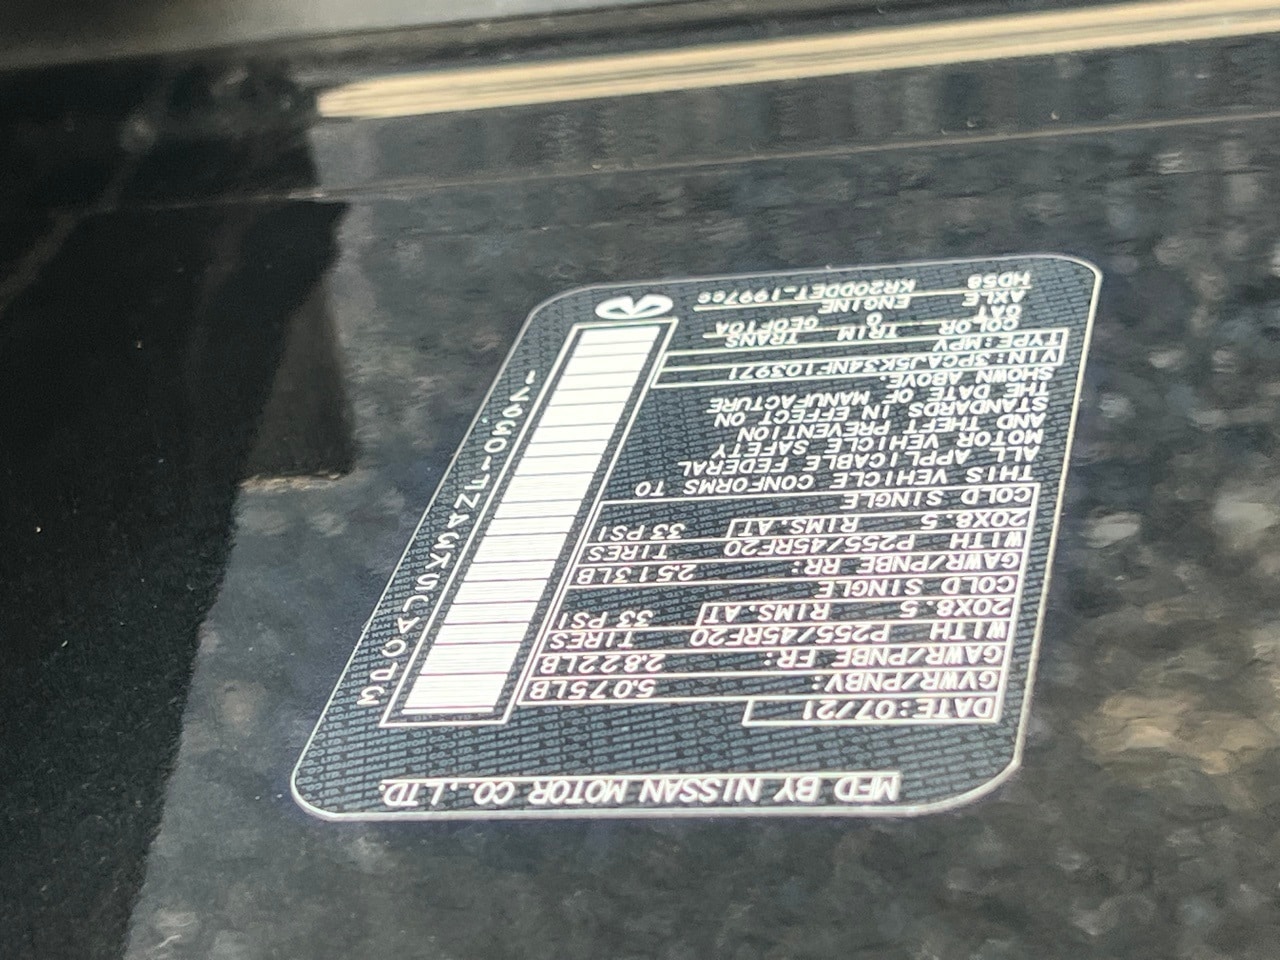 MFD BY NISSAN MOTOR CO.,LTD.
DATE:07/21
GVWR/PNBV: 5.075LB
GAWR/PNBE FR: 2.822LB
WITH P255/45RF20 TIRES
20X8.5 RIMS.AT 33 PSI
COLD SINGLE
GAWR/PNBE RR: 2.513LB
WITH P255/45RF20 TIRES
20X8.5 RIMS.AT 33 PSI
COLD SINGLE
THIS VEHICLE CONFORMS TO
ALL APPLICABLE FEDERAL
MOTOR VEHICLE SAFETY
AND THEFT PREVENTION
STANDARDS IN EFFECT ON
THE DATE OF MANUFACTURE
SHOWN ABOVE.
VIN:3PCAJ5K34NF103971
TYPE:MPV
COLOR TRIM TRANS
CAT G GEOF10A
AXLE ENGINE
HD58 KR20DDET-1997cc